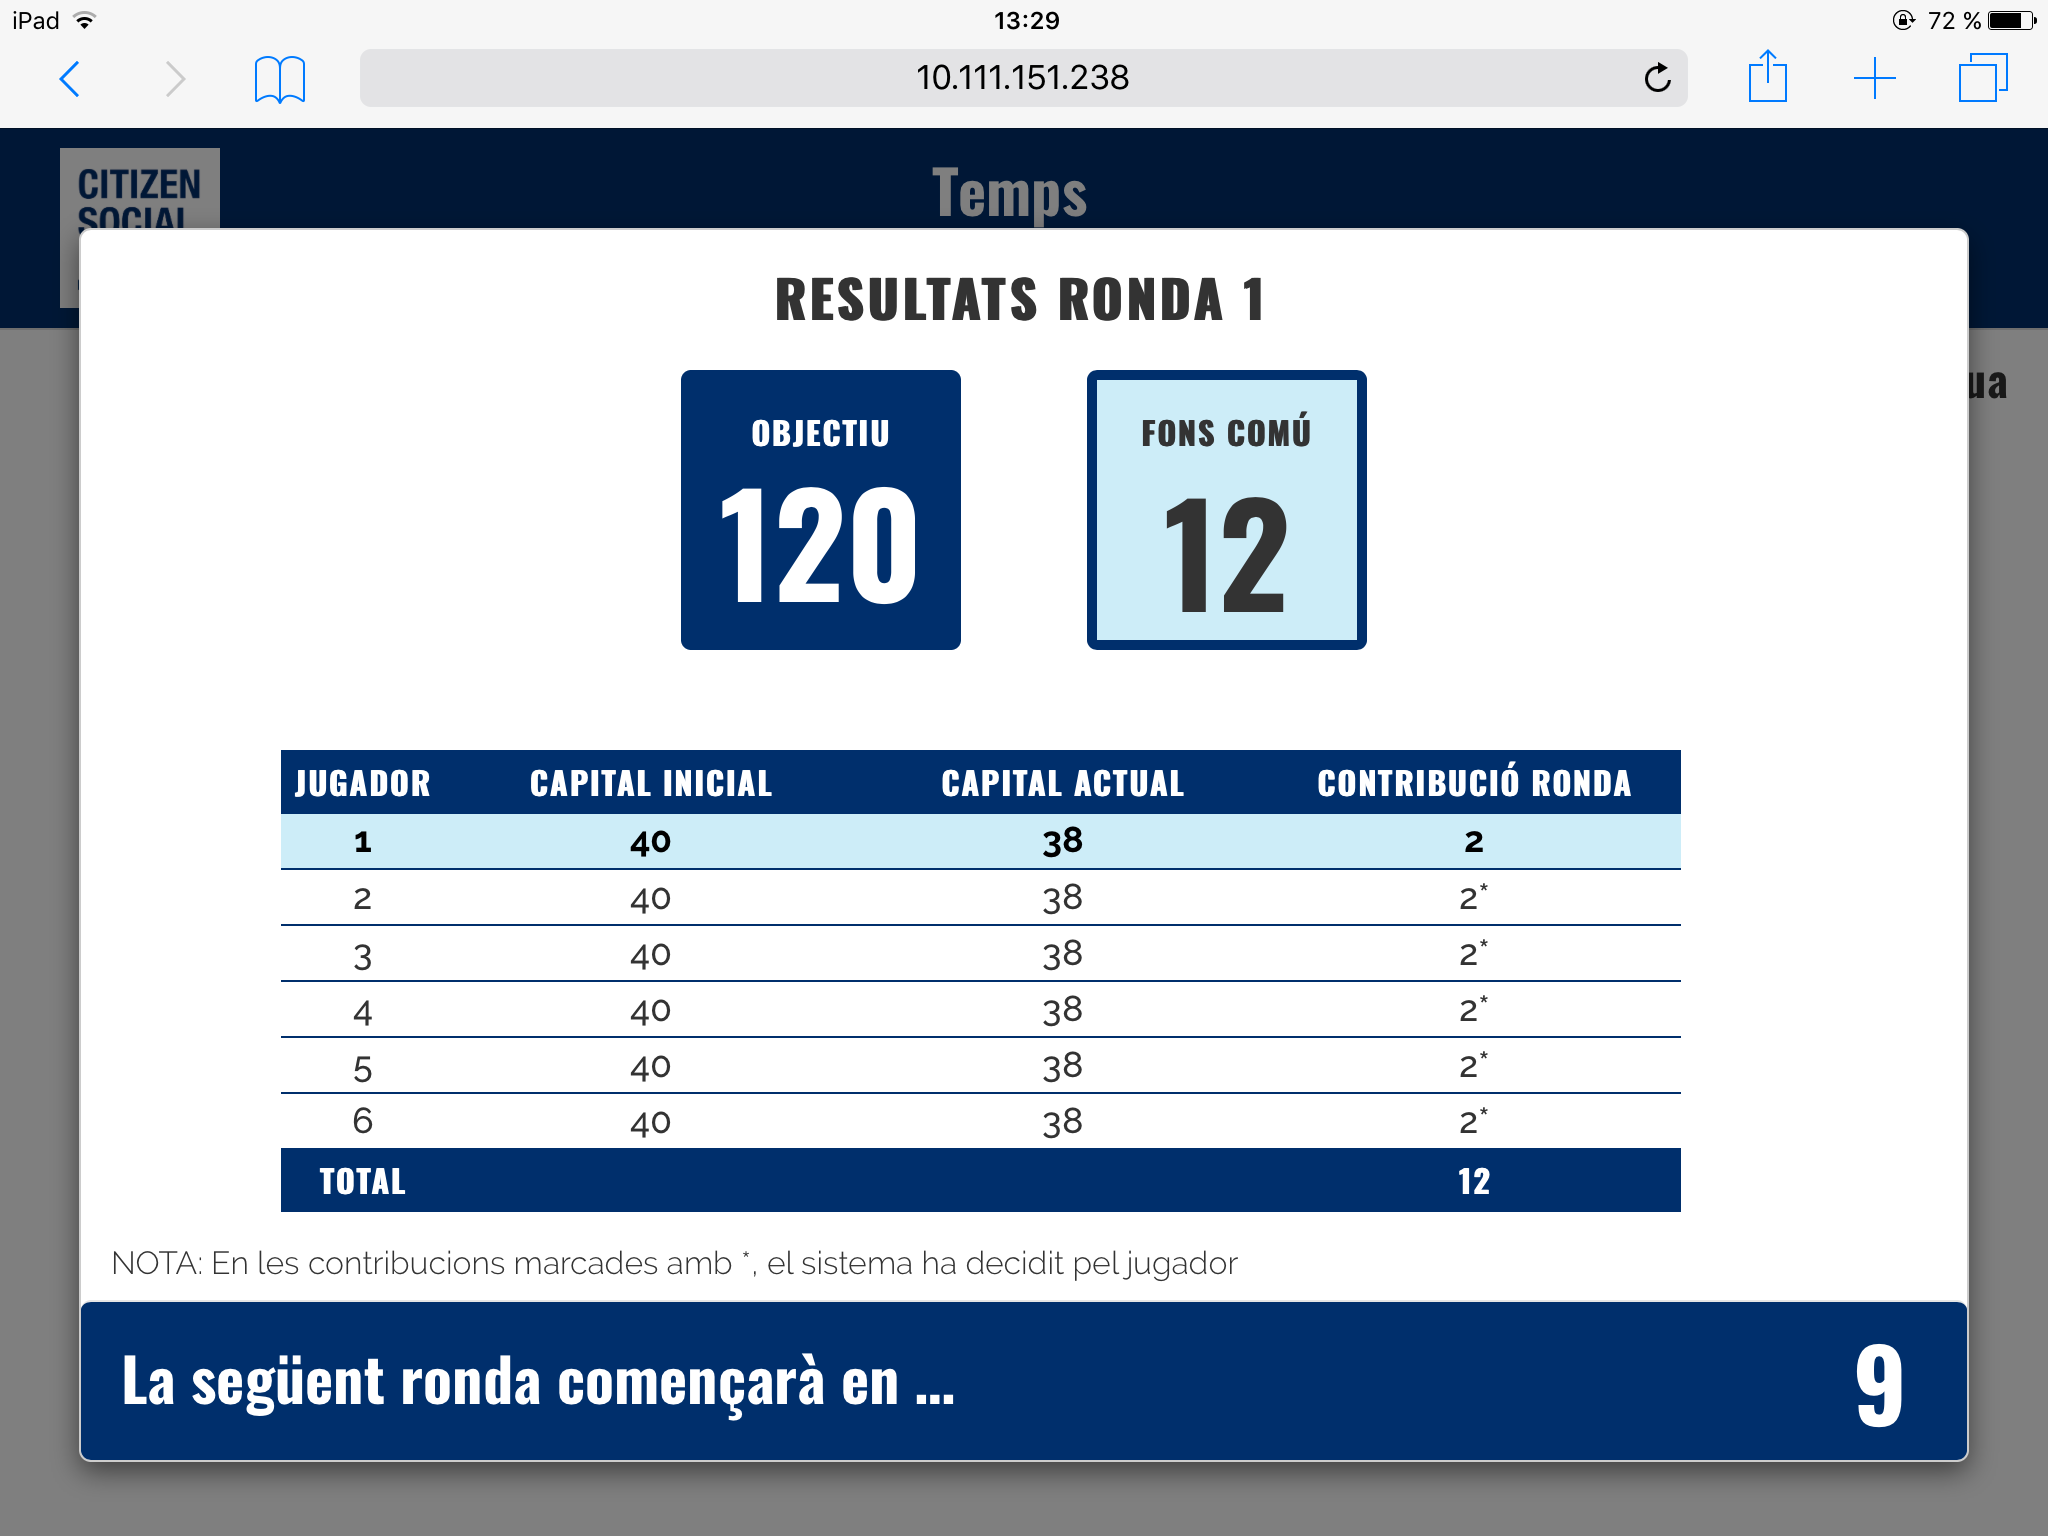 iPad 13:29 72 %
10.111.151.238
CITIZEN
SOCIAL
Temps
RESULTATS RONDA 1
OBJECTIU
120
FONS COMÚ
12
JUGADOR CAPITAL INICIAL CAPITAL ACTUAL CONTRIBUCIÓ RONDA
1 40 38 2
2 40 38 2*
3 40 38 2*
4 40 38 2*
5 40 38 2*
6 40 38 2*
TOTAL 12
NOTA: En les contribucions marcades amb *, el sistema ha decidit pel jugador
La següent ronda començarà en ... 9